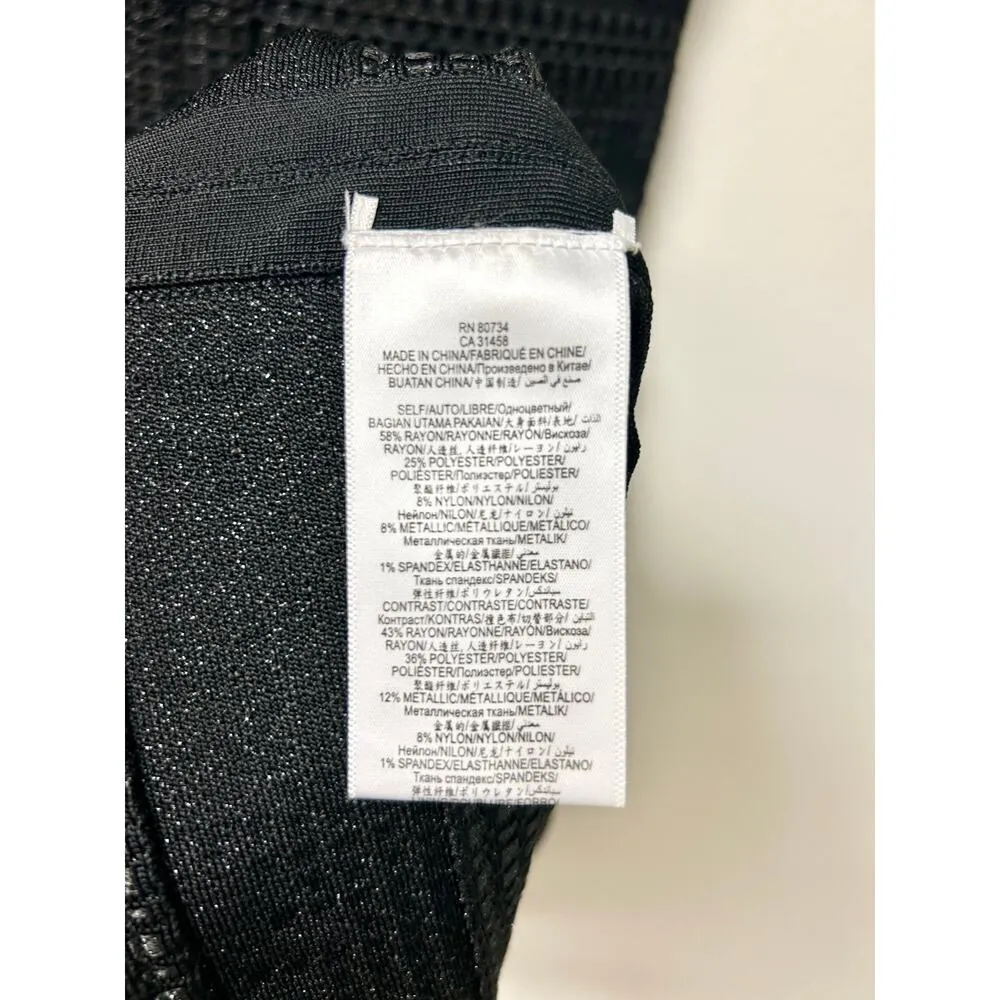 RN 80734
CA 31458
MADE IN CHINA/FABRIQUÉ EN CHINE/
HECHO EN CHINA/Произведено в Китае/
BUATAN CHINA/中国制造/ صنع في الصين
SELF/AUTO/LIBRE/Одноцветный/
BAGIAN UTAMA PAKAIAN/大身面料/表地/ الذات
58% RAYON/RAYONNE/RAYÓN/Вискоза/
RAYON/人造丝, 人造纤维/レーヨン/ رايون
25% POLYESTER/POLYESTER/
POLIÉSTER/Полиэстер/POLIESTER/
聚酯纤维/ポリエステル/ بوليستر
8% NYLON/NYLON/NILON/
Нейлон/NILON/尼龙/ナイロン/ نيلون
8% METALLIC/MÉTALLIQUE/METÁLICO/
Металлическая ткань/METALIK/
金属的/金属繊維/ معدني
1% SPANDEX/ELASTHANNE/ELASTANO/
Ткань спандекс/SPANDEKS/
弹性纤维/ポリウレタン/ سباندكس
CONTRAST/CONTRASTE/CONTRASTE/
Контраст/KONTRAS/撞色布/切替部分/ التباين
43% RAYON/RAYONNE/RAYÓN/Вискоза/
RAYON/人造丝, 人造纤维/レーヨン/ رايون
36% POLYESTER/POLYESTER/
POLIÉSTER/Полиэстер/POLIESTER/
聚酯纤维/ポリエステル/ بوليستر
12% METALLIC/MÉTALLIQUE/METÁLICO/
Металлическая ткань/METALIK/
金属的/金属繊維/ معدني
8% NYLON/NYLON/NILON/
Нейлон/NILON/尼龙/ナイロン/ نيلون
1% SPANDEX/ELASTHANNE/ELASTANO/
Ткань спандекс/SPANDEKS/
弹性纤维/ポリウレタン/ سباندكس